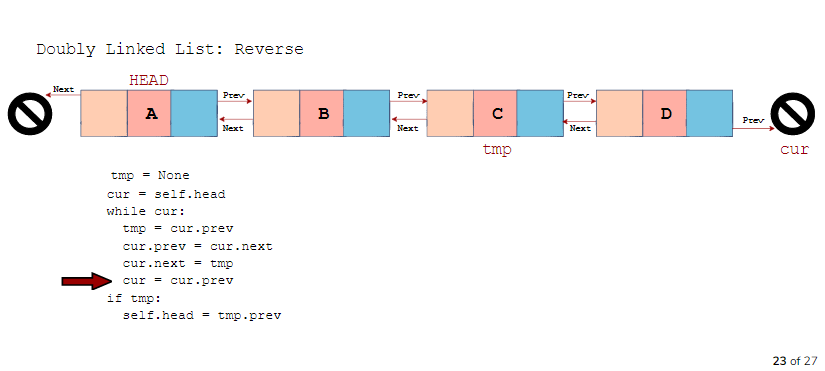 Doubly Linked List: Reverse
HEAD
Next Prev Prev Prev
A B C D Prev
Next Next Next
tmp cur
tmp = None
cur = self.head
while cur:
tmp = cur.prev
cur.prev = cur.next
cur.next = tmp
cur = cur.prev
if tmp:
self.head = tmp.prev
23 of 27